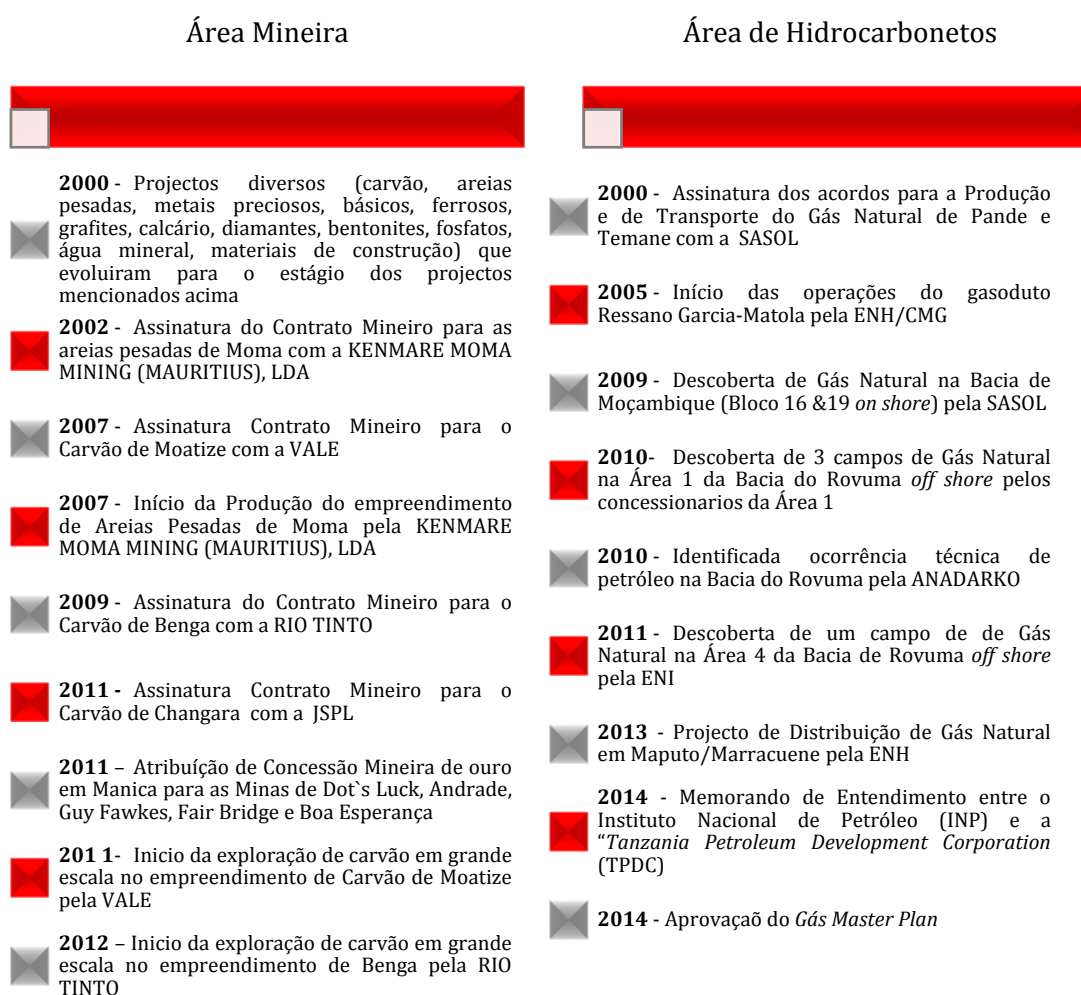 Área Mineira
2000 - Projectos diversos (carvão, areias
pesadas, metais preciosos, básicos, ferrosos,
grafites, calcário, diamantes, bentonites, fosfatos,
água mineral, materiais de construção) que
evoluiram para o estágio dos projectos
mencionados acima
2002 - Assinatura do Contrato Mineiro para as
areias pesadas de Moma com a KENMARE MOMA
MINING (MAURITIUS), LDA
2007 - Assinatura Contrato Mineiro para o
Carvão de Moatize com a VALE
2007 - Início da Produção do empreendimento
de Areias Pesadas de Moma pela KENMARE
MOMA MINING (MAURITIUS), LDA
2009 - Assinatura do Contrato Mineiro para o
Carvão de Benga com a RIO TINTO
2011 - Assinatura Contrato Mineiro para o
Carvão de Changara com a JSPL
2011 – Atribuíção de Concessão Mineira de ouro
em Manica para as Minas de Dot`s Luck, Andrade,
Guy Fawkes, Fair Bridge e Boa Esperança
201 1- Inicio da exploração de carvão em grande
escala no empreendimento de Carvão de Moatize
pela VALE
2012 – Inicio da exploração de carvão em grande
escala no empreendimento de Benga pela RIO
TINTO
Área de Hidrocarbonetos
2000 - Assinatura dos acordos para a Produção
e de Transporte do Gás Natural de Pande e
Temane com a SASOL
2005 - Início das operações do gasoduto
Ressano Garcia-Matola pela ENH/CMG
2009 - Descoberta de Gás Natural na Bacia de
Moçambique (Bloco 16 &19 on shore) pela SASOL
2010- Descoberta de 3 campos de Gás Natural
na Área 1 da Bacia do Rovuma off shore pelos
concessionarios da Área 1
2010 - Identificada ocorrência técnica de
petróleo na Bacia do Rovuma pela ANADARKO
2011 - Descoberta de um campo de de Gás
Natural na Área 4 da Bacia de Rovuma off shore
pela ENI
2013 - Projecto de Distribuição de Gás Natural
em Maputo/Marracuene pela ENH
2014 - Memorando de Entendimento entre o
Instituto Nacional de Petróleo (INP) e a
“Tanzania Petroleum Development Corporation
(TPDC)
2014 - Aprovaçaõ do Gás Master Plan